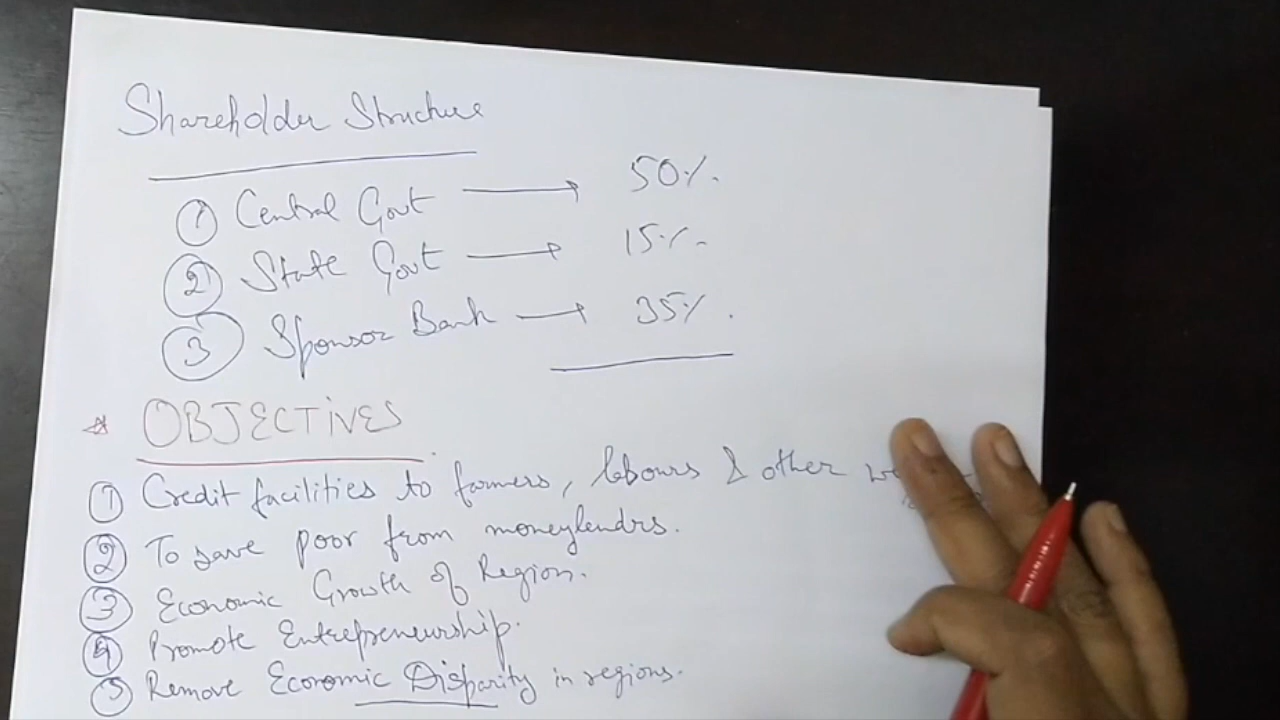 Shareholder Structure
① Central Govt → 50%.
② State Govt → 15%.
③ Sponsor Bank → 35%.
* OBJECTIVES
① Credit facilities to farmers, labours & other
② To save poor from moneylendrs.
③ Economic Growth of Region.
④ Promote Entrepreneurship.
⑤ Remove Economic Disparity in regions.